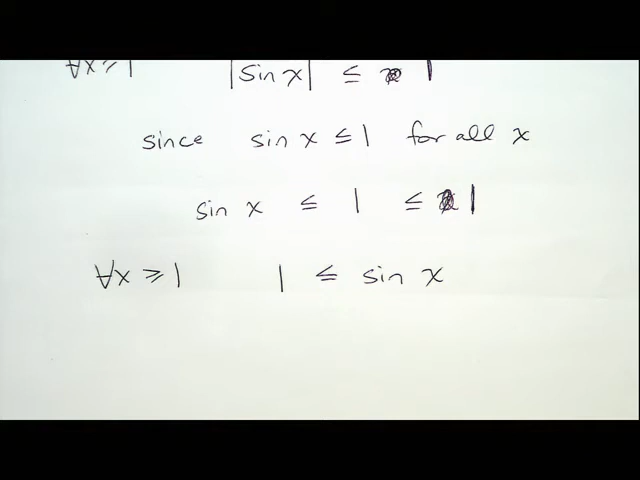 ∀x ≥ 1 |sin x| ≤ 1
since sin x ≤ 1 for all x
sin x ≤ 1 ≤ 1
∀x ≥ 1 1 ≤ sin x